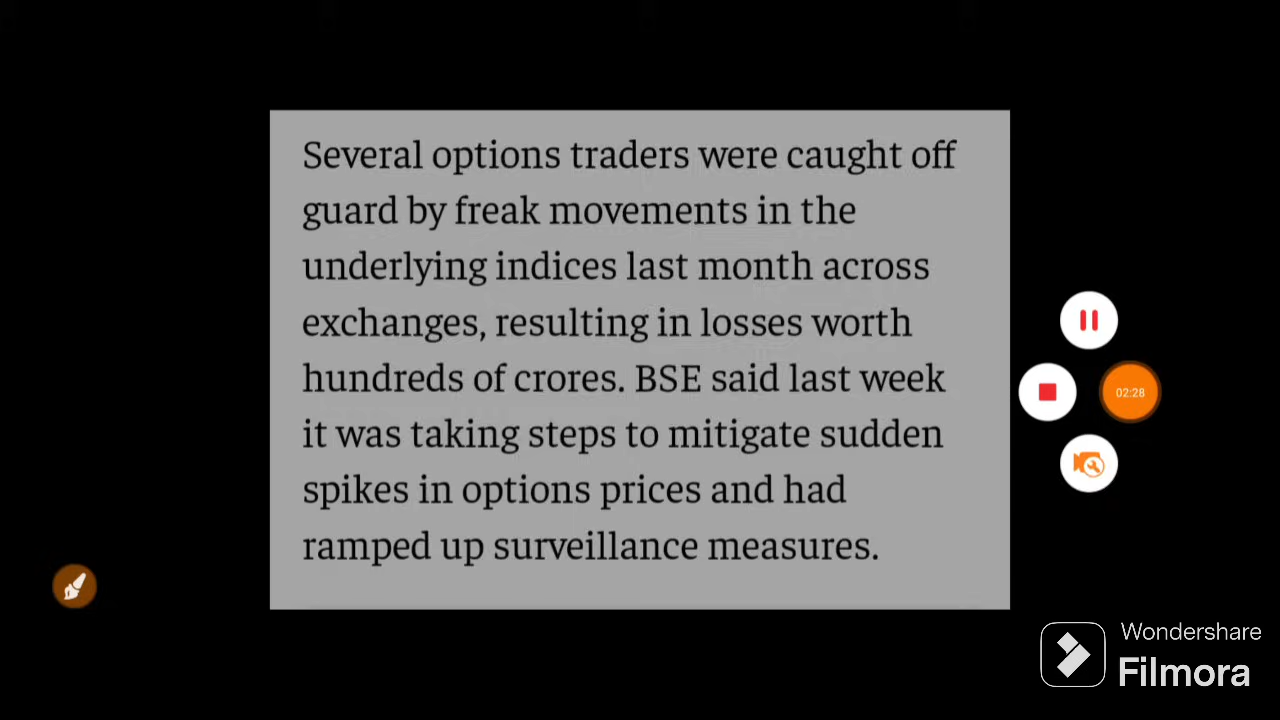 Several options traders were caught off
guard by freak movements in the
underlying indices last month across
exchanges, resulting in losses worth
hundreds of crores. BSE said last week
it was taking steps to mitigate sudden
spikes in options prices and had
ramped up surveillance measures.
02:28
Wondershare
Filmora